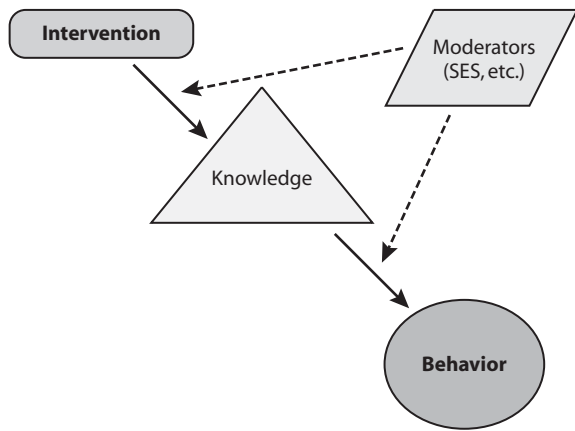 Intervention
Moderators
(SES, etc.)
Knowledge
Behavior